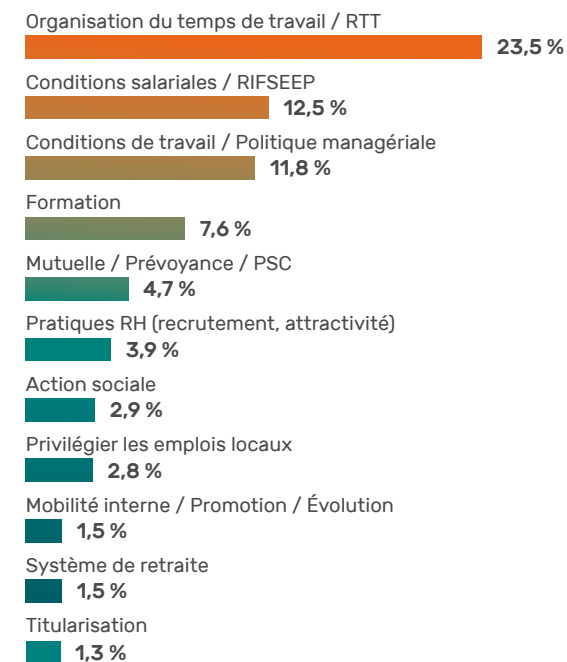 Organisation du temps de travail / RTT
23,5 %
Conditions salariales / RIFSEEP
12,5 %
Conditions de travail / Politique managériale
11,8 %
Formation
7,6 %
Mutuelle / Prévoyance / PSC
4,7 %
Pratiques RH (recrutement, attractivité)
3,9 %
Action sociale
2,9 %
Privilégier les emplois locaux
2,8 %
Mobilité interne / Promotion / Évolution
1,5 %
Système de retraite
1,5 %
Titularisation
1,3 %